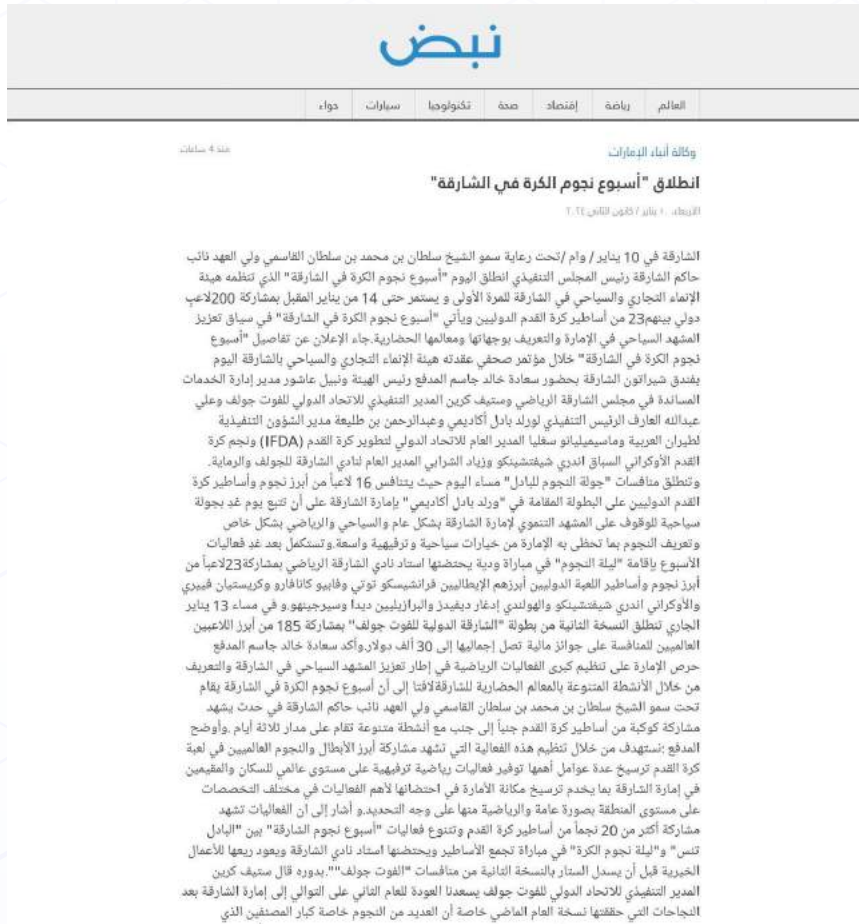 نبض
العالم رياضة إقتصاد صحة تكنولوجيا سيارات حواء
وكالة أنباء الإمارات
منذ 4 ساعات
انطلاق "أسبوع نجوم الكرة في الشارقة"
الأربعاء، ١٠ يناير / كانون الثاني ٢٠٢٤
الشارقة في 10 يناير / وام /تحت رعاية سمو الشيخ سلطان بن محمد بن سلطان القاسمي ولي العهد نائب
حاكم الشارقة رئيس المجلس التنفيذي انطلق اليوم "أسبوع نجوم الكرة في الشارقة" الذي تنظمه هيئة
الإنماء التجاري والسياحي في الشارقة للمرة الأولى و يستمر حتى 14 من يناير المقبل بمشاركة 200لاعبٍ
دولي بينهم23 من أساطير كرة القدم الدوليين ويأتي "أسبوع نجوم الكرة في الشارقة" في سياق تعزيز
المشهد السياحي في الإمارة والتعريف بوجهاتها ومعالمها الحضارية.جاء الإعلان عن تفاصيل "أسبوع
نجوم الكرة في الشارقة" خلال مؤتمر صحفي عقدته هيئة الإنماء التجاري والسياحي بالشارقة اليوم
بفندق شيراتون الشارقة بحضور سعادة خالد جاسم المدفع رئيس الهيئة ونبيل عاشور مدير إدارة الخدمات
المساندة في مجلس الشارقة الرياضي وستيف كرين المدير التنفيذي للاتحاد الدولي للفوت جولف وعلي
عبدالله العارف الرئيس التنفيذي لورلد بادل أكاديمي وعبدالرحمن بن طليعة مدير الشؤون التنفيذية
لطيران العربية وماسيميليانو سغليا المدير العام للاتحاد الدولي لتطوير كرة القدم (IFDA) ونجم كرة
القدم الأوكراني السباق اندري شيفتشينكو وزياد الشرابي المدير العام لنادي الشارقة للجولف والرماية.
وتنطلق منافسات "جولة النجوم للبادل" مساء اليوم حيث يتنافس 16 لاعباً من أبرز نجوم وأساطير كرة
القدم الدوليين على البطولة المقامة في "ورلد بادل أكاديمي" بإمارة الشارقة على أن تتبع يوم غدٍ بجولة
سياحية للوقوف على المشهد التنموي لإمارة الشارقة بشكل عام والسياحي والرياضي بشكل خاص
وتعريف النجوم بما تحظى به الإمارة من خيارات سياحية و ترفيهية واسعة.وتستكمل بعد غدٍ فعاليات
الأسبوع بإقامة "ليلة النجوم" في مباراة ودية يحتضنها استاد نادي الشارقة الرياضي بمشاركة23لاعباً من
أبرز نجوم وأساطير اللعبة الدوليين أبرزهم الإيطاليين فرانشيسكو توتي وفابيو كانافارو وكريستيان فييري
والأوكراني اندري شيفتشينكو والهولندي إدغار ديفيدز والبرازيليين ديدا وسيرجينهو.و في مساء 13 يناير
الجاري تنطلق النسخة الثانية من بطولة "الشارقة الدولية للفوت جولف" بمشاركة 185 من أبرز اللاعبين
العالميين للمنافسة على جوائز مالية تصل إجماليها إلى 30 ألف دولار.وأكد سعادة خالد جاسم المدفع
حرص الإمارة على تنظيم كبرى الفعاليات الرياضية في إطار تعزيز المشهد السياحي في الشارقة والتعريف
من خلال الأنشطة المتنوعة بالمعالم الحضارية للشارقةلافتا إلى أن أسبوع نجوم الكرة في الشارقة يقام
تحت سمو الشيخ سلطان بن محمد بن سلطان القاسمي ولي العهد نائب حاكم الشارقة في حدث يشهد
مشاركة كوكبة من أساطير كرة القدم جنباً إلى جنب مع أنشطة متنوعة تقام على مدار ثلاثة أيام .وأوضح
المدفع :نستهدف من خلال تنظيم هذه الفعالية التي تشهد مشاركة أبرز الأبطال والنجوم العالميين في لعبة
كرة القدم ترسيخ عدة عوامل أهمها توفير فعاليات رياضية ترفيهية على مستوى عالمي للسكان والمقيمين
في إمارة الشارقة بما يخدم ترسيخ مكانة الأمارة في احتضانها لأهم الفعاليات في مختلف التخصصات
على مستوى المنطقة بصورة عامة والرياضية منها على وجه التحديد.و أشار إلى ان الفعاليات تشهد
مشاركة أكثر من 20 نجماً من أساطير كرة القدم وتتنوع فعاليات "أسبوع نجوم الشارقة" بين "البادل
تنس" و"ليلة نجوم الكرة" في مباراة تجمع الأساطير ويحتضنها استاد نادي الشارقة ويعود ريعها للأعمال
الخيرية قبل أن يسدل الستار بالنسخة الثانية من منافسات "الفوت جولف"".بدوره قال ستيف كرين
المدير التنفيذي للاتحاد الدولي للفوت جولف يسعدنا العودة للعام الثاني على التوالي إلى إمارة الشارقة بعد
النجاحات التي حققتها نسخة العام الماضي خاصة أن العديد من النجوم خاصة كبار المصنفين الذي